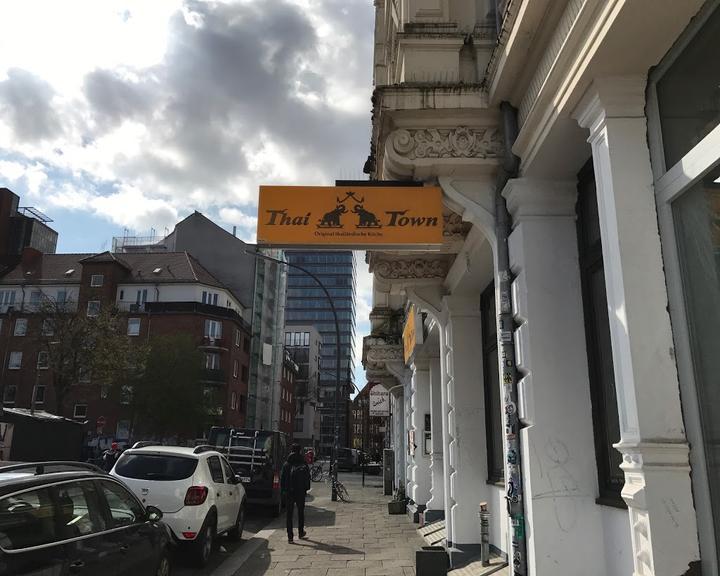 Thai Town
Original thailändische Küche